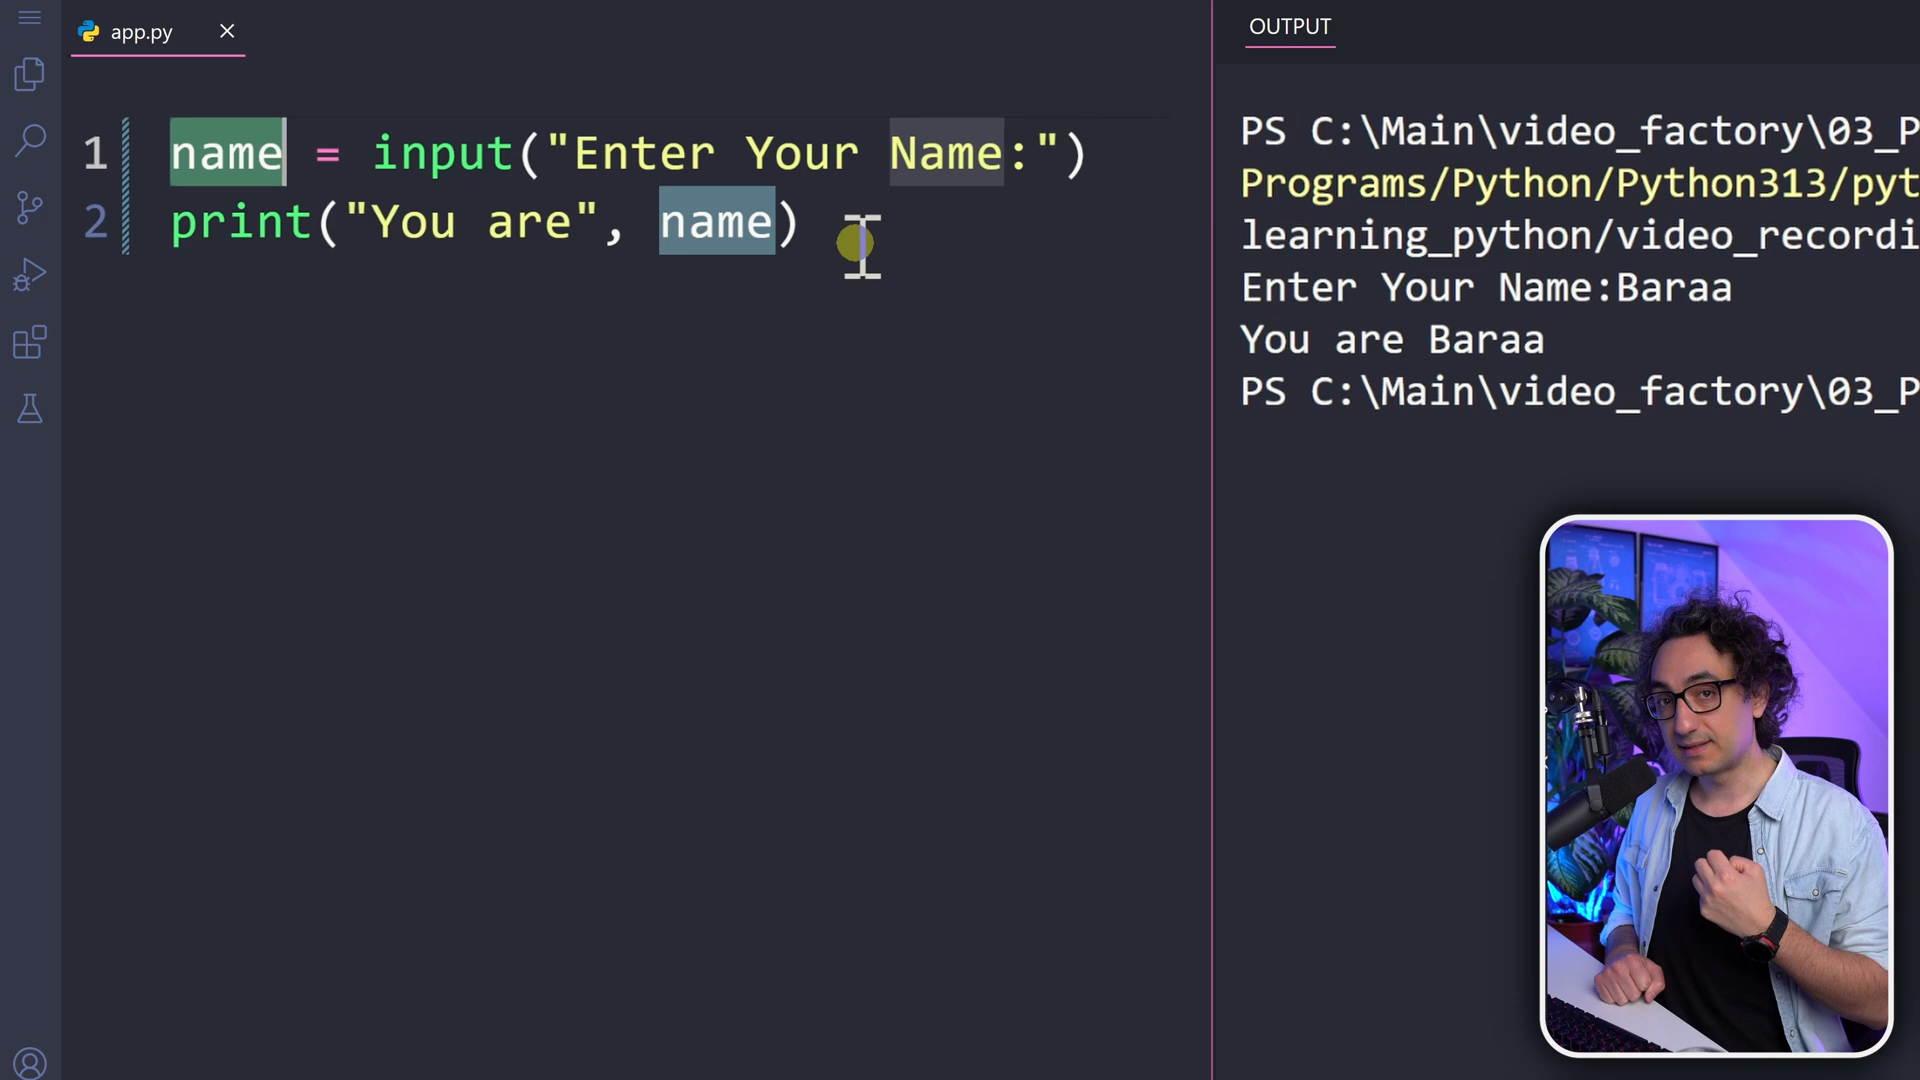 app.py
1 name = input("Enter Your Name:")
2 print("You are", name)
OUTPUT
PS C:\Main\video_factory\03_P
Programs/Python/Python313/pyt
learning_python/video_recordi
Enter Your Name:Baraa
You are Baraa
PS C:\Main\video_factory\03_P